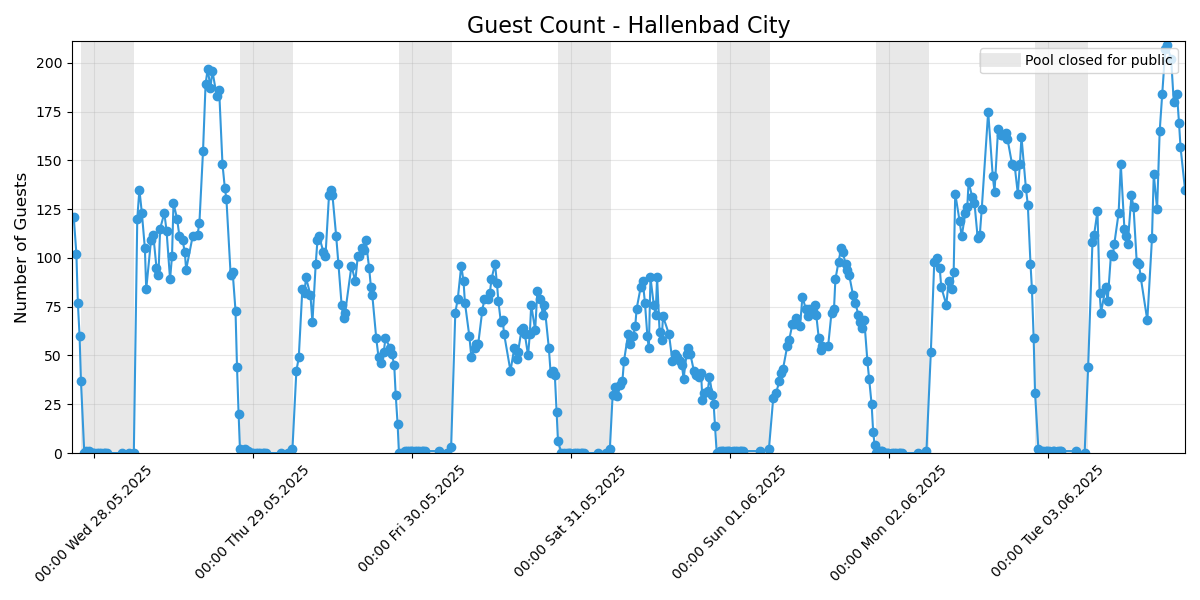 Guest Count - Hallenbad City
Pool closed for public
Number of Guests
200
175
150
125
100
75
50
25
0
00:00 Wed 28.05.2025
00:00 Thu 29.05.2025
00:00 Fri 30.05.2025
00:00 Sat 31.05.2025
00:00 Sun 01.06.2025
00:00 Mon 02.06.2025
00:00 Tue 03.06.2025